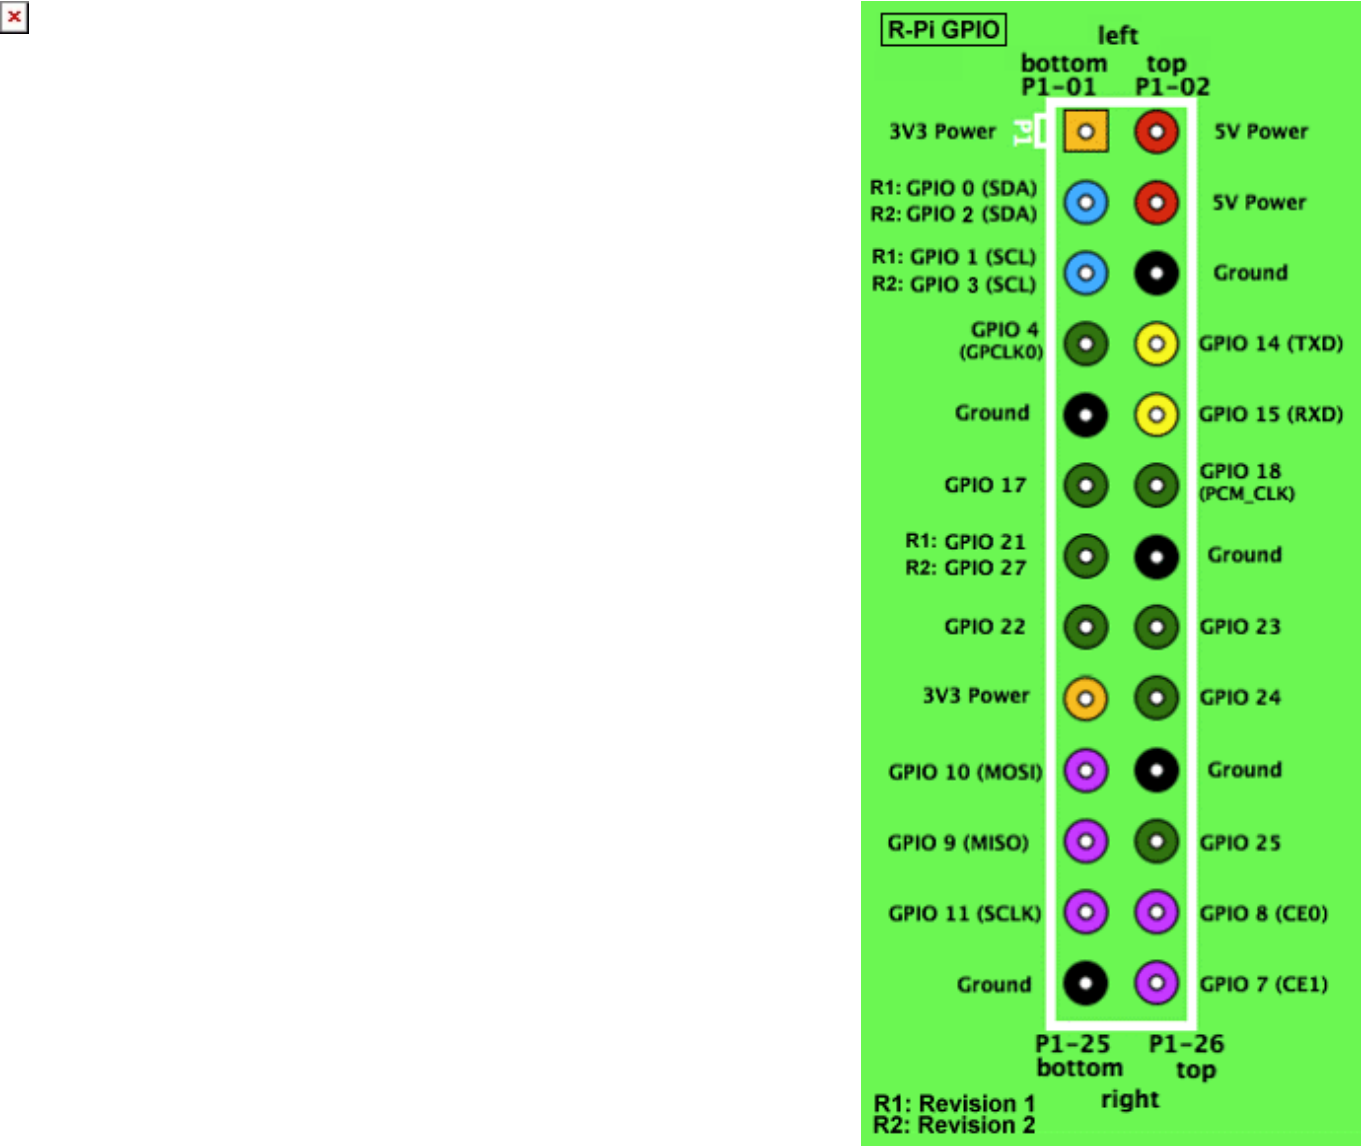 R-Pi GPIO
left
bottom top
P1-01 P1-02
3V3 Power P1 5V Power
R1: GPIO 0 (SDA)
R2: GPIO 2 (SDA) 5V Power
R1: GPIO 1 (SCL)
R2: GPIO 3 (SCL) Ground
GPIO 4
(GPCLK0) GPIO 14 (TXD)
Ground GPIO 15 (RXD)
GPIO 17 GPIO 18
(PCM_CLK)
R1: GPIO 21
R2: GPIO 27 Ground
GPIO 22 GPIO 23
3V3 Power GPIO 24
GPIO 10 (MOSI) Ground
GPIO 9 (MISO) GPIO 25
GPIO 11 (SCLK) GPIO 8 (CE0)
Ground GPIO 7 (CE1)
P1-25 P1-26
bottom top
right
R1: Revision 1
R2: Revision 2